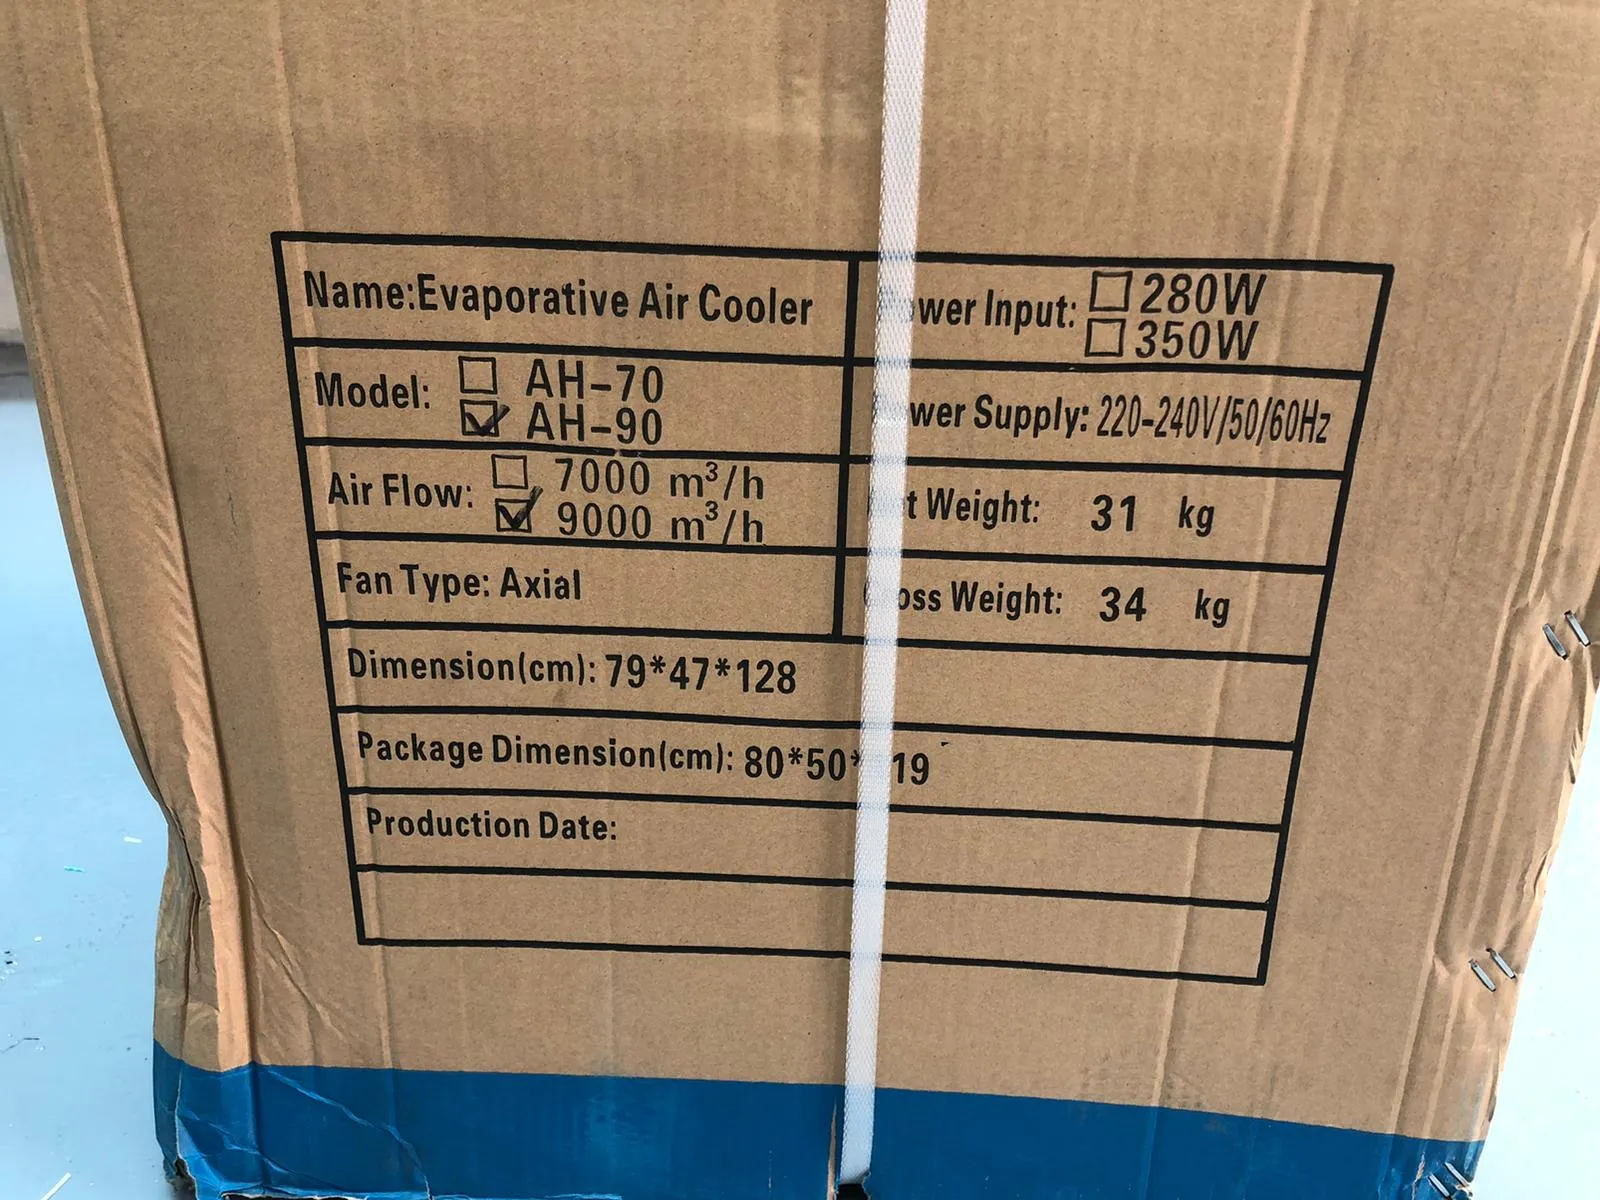 Name:Evaporative Air Cooler
wer Input: ☐ 280W
☐ 350W
Model: ☐ AH-70
☑ AH-90
wer Supply: 220-240V/50/60Hz
Air Flow: ☐ 7000 m³/h
☑ 9000 m³/h
t Weight: 31 kg
Fan Type: Axial
oss Weight: 34 kg
Dimension(cm): 79*47*128
Package Dimension(cm): 80*50* 19
Production Date: